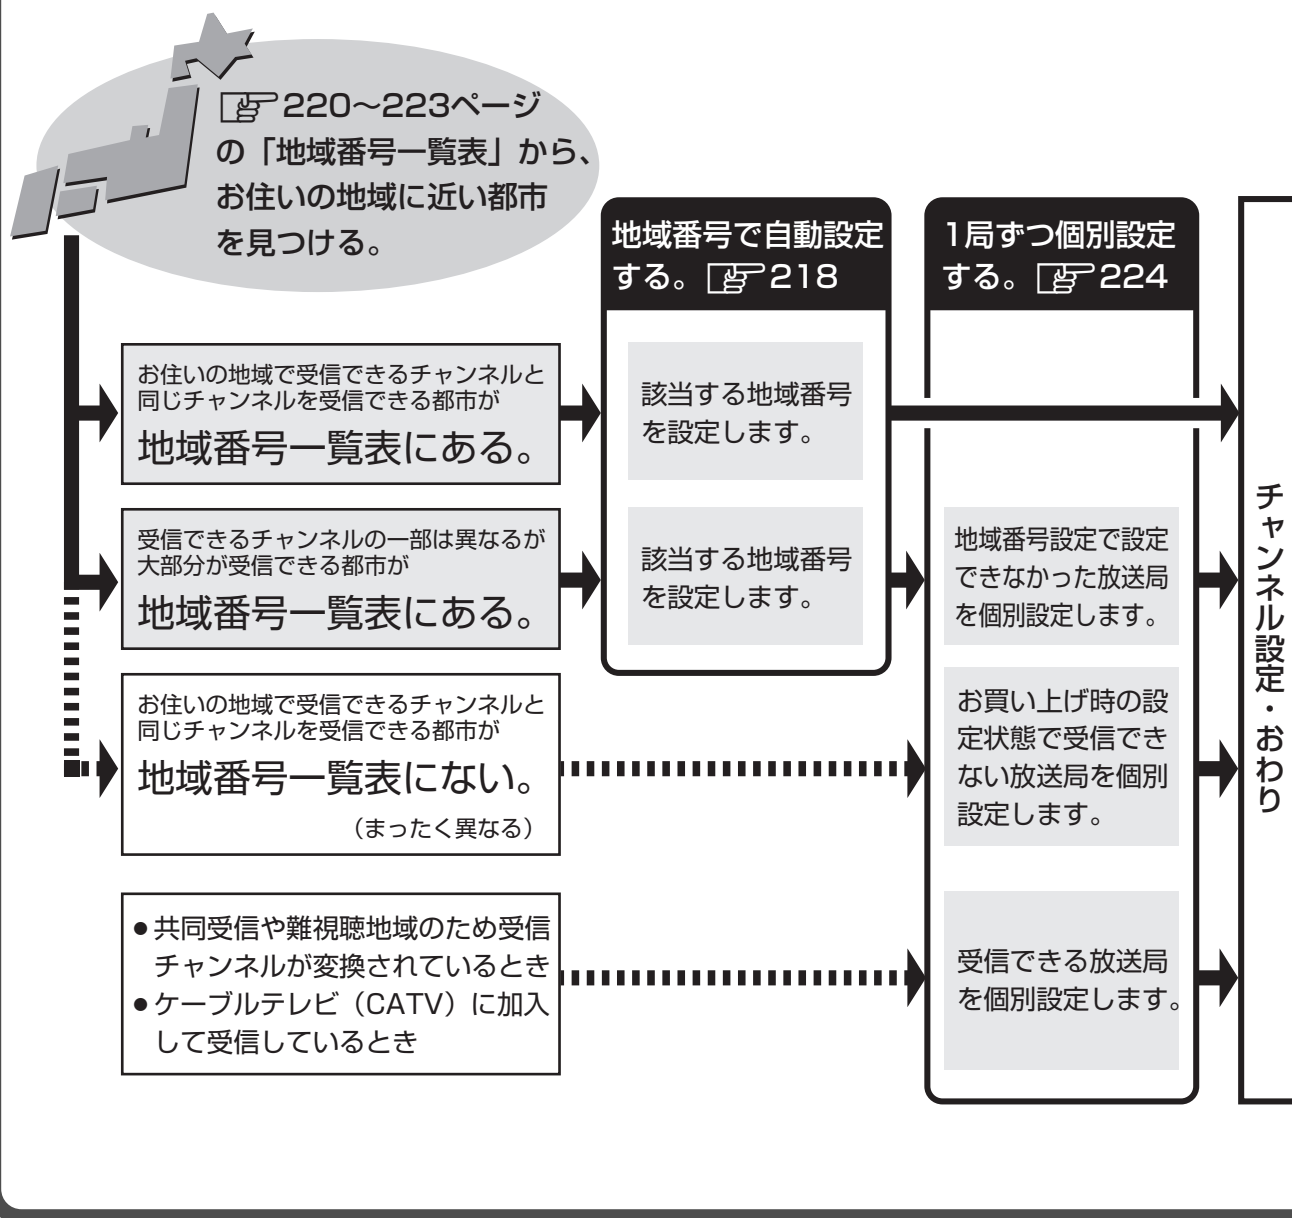 220～223ページ
の「地域番号一覧表」から、
お住いの地域に近い都市
を見つける。
地域番号で自動設定
する。218
1局ずつ個別設定
する。224
お住いの地域で受信できるチャンネルと
同じチャンネルを受信できる都市が
地域番号一覧表にある。
該当する地域番号
を設定します。
受信できるチャンネルの一部は異なるが
大部分が受信できる都市が
地域番号一覧表にある。
該当する地域番号
を設定します。
地域番号設定で設定
できなかった放送局
を個別設定します。
お住いの地域で受信できるチャンネルと
同じチャンネルを受信できる都市が
地域番号一覧表にない。
（まったく異なる）
お買い上げ時の設
定状態で受信でき
ない放送局を個別
設定します。
●共同受信や難視聴地域のため受信
チャンネルが変換されているとき
●ケーブルテレビ（CATV）に加入
して受信しているとき
受信できる放送局
を個別設定します。
チャンネル設定・おわり